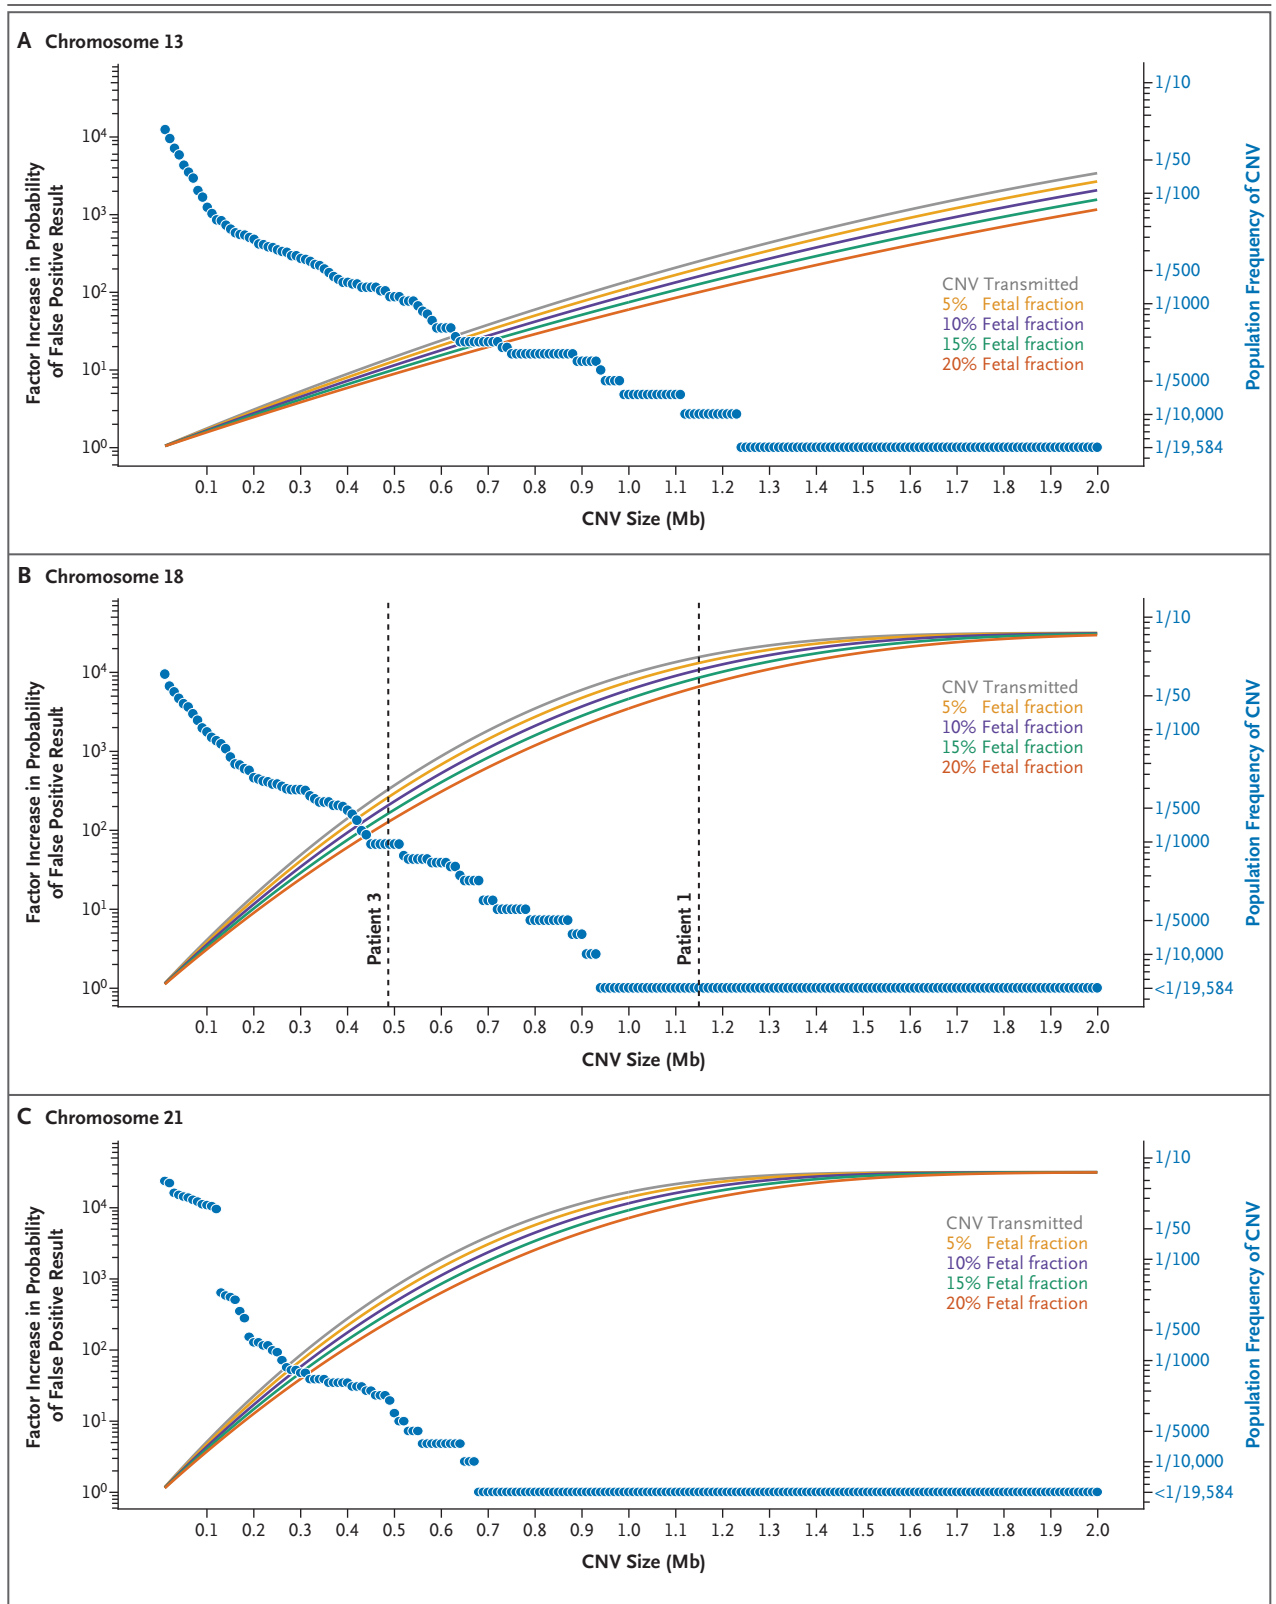 A Chromosome 13
Factor Increase in Probability
of False Positive Result
10⁴
10³
10²
10¹
10⁰
1/10
1/50
1/100
1/500
1/1000
1/5000
1/10,000
1/19,584
Population Frequency of CNV
CNV Transmitted
5% Fetal fraction
10% Fetal fraction
15% Fetal fraction
20% Fetal fraction
0.1 0.2 0.3 0.4 0.5 0.6 0.7 0.8 0.9 1.0 1.1 1.2 1.3 1.4 1.5 1.6 1.7 1.8 1.9 2.0
CNV Size (Mb)
B Chromosome 18
Factor Increase in Probability
of False Positive Result
10⁴
10³
10²
10¹
10⁰
Patient 3
Patient 1
1/10
1/50
1/100
1/500
1/1000
1/5000
1/10,000
<1/19,584
Population Frequency of CNV
CNV Transmitted
5% Fetal fraction
10% Fetal fraction
15% Fetal fraction
20% Fetal fraction
0.1 0.2 0.3 0.4 0.5 0.6 0.7 0.8 0.9 1.0 1.1 1.2 1.3 1.4 1.5 1.6 1.7 1.8 1.9 2.0
CNV Size (Mb)
C Chromosome 21
Factor Increase in Probability
of False Positive Result
10⁴
10³
10²
10¹
10⁰
1/10
1/50
1/100
1/500
1/1000
1/5000
1/10,000
<1/19,584
Population Frequency of CNV
CNV Transmitted
5% Fetal fraction
10% Fetal fraction
15% Fetal fraction
20% Fetal fraction
0.1 0.2 0.3 0.4 0.5 0.6 0.7 0.8 0.9 1.0 1.1 1.2 1.3 1.4 1.5 1.6 1.7 1.8 1.9 2.0
CNV Size (Mb)